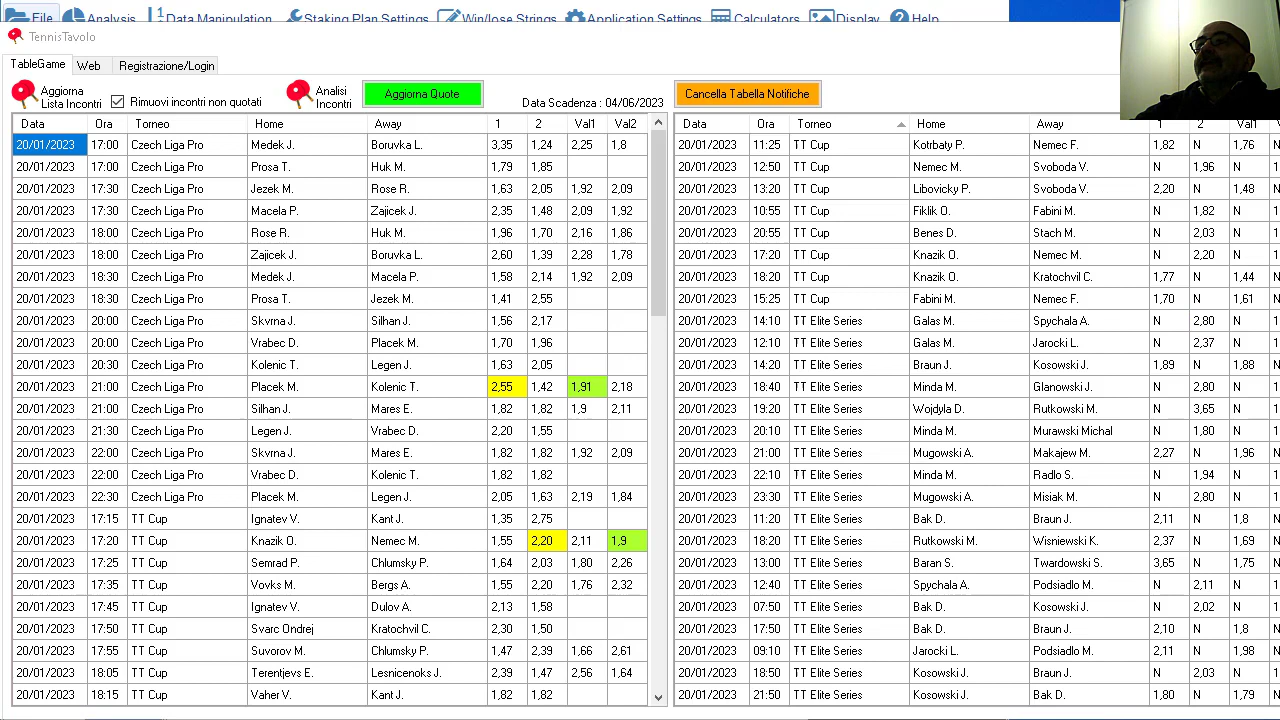 File Analysis Data Manipulation Staking Plan Settings Win/lose Strings Application Settings Calculators Display Help
TennisTavolo
TableGame Web Registrazione/Login
Aggiorna Lista Incontri Rimuovi incontri non quotati Analisi Incontri Aggiorna Quote Data Scadenza : 04/06/2023 Cancella Tabella Notifiche
Data Ora Torneo Home Away 1 2 Val1 Val2
20/01/2023 17:00 Czech Liga Pro Medek J. Boruvka L. 3,35 1,24 2,25 1,8
20/01/2023 17:00 Czech Liga Pro Prosa T. Huk M. 1,79 1,85
20/01/2023 17:30 Czech Liga Pro Jezek M. Rose R. 1,63 2,05 1,92 2,09
20/01/2023 17:30 Czech Liga Pro Macela P. Zajicek J. 2,35 1,48 2,09 1,92
20/01/2023 18:00 Czech Liga Pro Rose R. Huk M. 1,96 1,70 2,16 1,86
20/01/2023 18:00 Czech Liga Pro Zajicek J. Boruvka L. 2,60 1,39 2,28 1,78
20/01/2023 18:30 Czech Liga Pro Medek J. Macela P. 1,58 2,14 1,92 2,09
20/01/2023 18:30 Czech Liga Pro Prosa T. Jezek M. 1,41 2,55
20/01/2023 20:00 Czech Liga Pro Skvrna J. Silhan J. 1,56 2,17
20/01/2023 20:00 Czech Liga Pro Vrabec D. Placek M. 1,70 1,96
20/01/2023 20:30 Czech Liga Pro Kolenic T. Legen J. 1,63 2,05
20/01/2023 21:00 Czech Liga Pro Placek M. Kolenic T. 2,55 1,42 1,91 2,18
20/01/2023 21:00 Czech Liga Pro Silhan J. Mares E. 1,82 1,82 1,9 2,11
20/01/2023 21:30 Czech Liga Pro Legen J. Vrabec D. 2,20 1,55
20/01/2023 22:00 Czech Liga Pro Skvrna J. Mares E. 1,82 1,82 1,92 2,09
20/01/2023 22:00 Czech Liga Pro Vrabec D. Kolenic T. 1,82 1,82
20/01/2023 22:30 Czech Liga Pro Placek M. Legen J. 2,05 1,63 2,19 1,84
20/01/2023 17:15 TT Cup Ignatev V. Kant J. 1,35 2,75
20/01/2023 17:20 TT Cup Knazik O. Nemec M. 1,55 2,20 2,11 1,9
20/01/2023 17:25 TT Cup Semrad P. Chlumsky P. 1,64 2,03 1,80 2,26
20/01/2023 17:35 TT Cup Vovks M. Bergs A. 1,55 2,20 1,76 2,32
20/01/2023 17:45 TT Cup Ignatev V. Dulov A. 2,13 1,58
20/01/2023 17:50 TT Cup Svarc Ondrej Kratochvil C. 2,30 1,50
20/01/2023 17:55 TT Cup Suvorov M. Chlumsky P. 1,47 2,39 1,66 2,61
20/01/2023 18:05 TT Cup Terentjevs E. Lesnicenoks J. 2,39 1,47 2,56 1,64
20/01/2023 18:15 TT Cup Vaher V. Kant J. 1,82 1,82
Data Ora Torneo Home Away 1 2 Val1
20/01/2023 11:25 TT Cup Kotrbaty P. Nemec F. 1,82 N 1,76
20/01/2023 12:50 TT Cup Nemec M. Svoboda V. N 1,96 N
20/01/2023 13:20 TT Cup Libovicky P. Svoboda V. 2,20 N 1,48
20/01/2023 10:55 TT Cup Fiklik O. Fabini M. N 1,82 N
20/01/2023 20:55 TT Cup Benes D. Stach M. N 2,03 N
20/01/2023 17:20 TT Cup Knazik O. Nemec M. N 2,20 N
20/01/2023 18:20 TT Cup Knazik O. Kratochvil C. 1,77 N 1,44
20/01/2023 15:25 TT Cup Fabini M. Nemec F. 1,70 N 1,61
20/01/2023 14:10 TT Elite Series Galas M. Spychala A. N 2,80 N
20/01/2023 12:10 TT Elite Series Galas M. Jarocki L. N 2,37 N
20/01/2023 14:20 TT Elite Series Braun J. Kosowski J. 1,89 N 1,88
20/01/2023 18:40 TT Elite Series Minda M. Glanowski J. N 2,80 N
20/01/2023 19:20 TT Elite Series Wojdyla D. Rutkowski M. N 3,65 N
20/01/2023 20:10 TT Elite Series Minda M. Murawski Michal N 1,80 N
20/01/2023 21:00 TT Elite Series Mugowski A. Makajew M. 2,27 N 1,96
20/01/2023 22:10 TT Elite Series Minda M. Radlo S. N 1,94 N
20/01/2023 23:30 TT Elite Series Mugowski A. Misiak M. N 2,80 N
20/01/2023 11:20 TT Elite Series Bak D. Braun J. 2,11 N 1,8
20/01/2023 18:20 TT Elite Series Rutkowski M. Wisniewski K. 2,37 N 1,69
20/01/2023 13:00 TT Elite Series Baran S. Twardowski S. 3,65 N 1,75
20/01/2023 12:40 TT Elite Series Spychala A. Podsiadlo M. N 2,11 N
20/01/2023 07:50 TT Elite Series Bak D. Kosowski J. N 2,02 N
20/01/2023 17:50 TT Elite Series Bak D. Braun J. 2,10 N 1,8
20/01/2023 09:10 TT Elite Series Jarocki L. Podsiadlo M. 2,11 N 1,98
20/01/2023 18:50 TT Elite Series Kosowski J. Braun J. N 2,03 N
20/01/2023 21:50 TT Elite Series Kosowski J. Bak D. 1,80 N 1,79